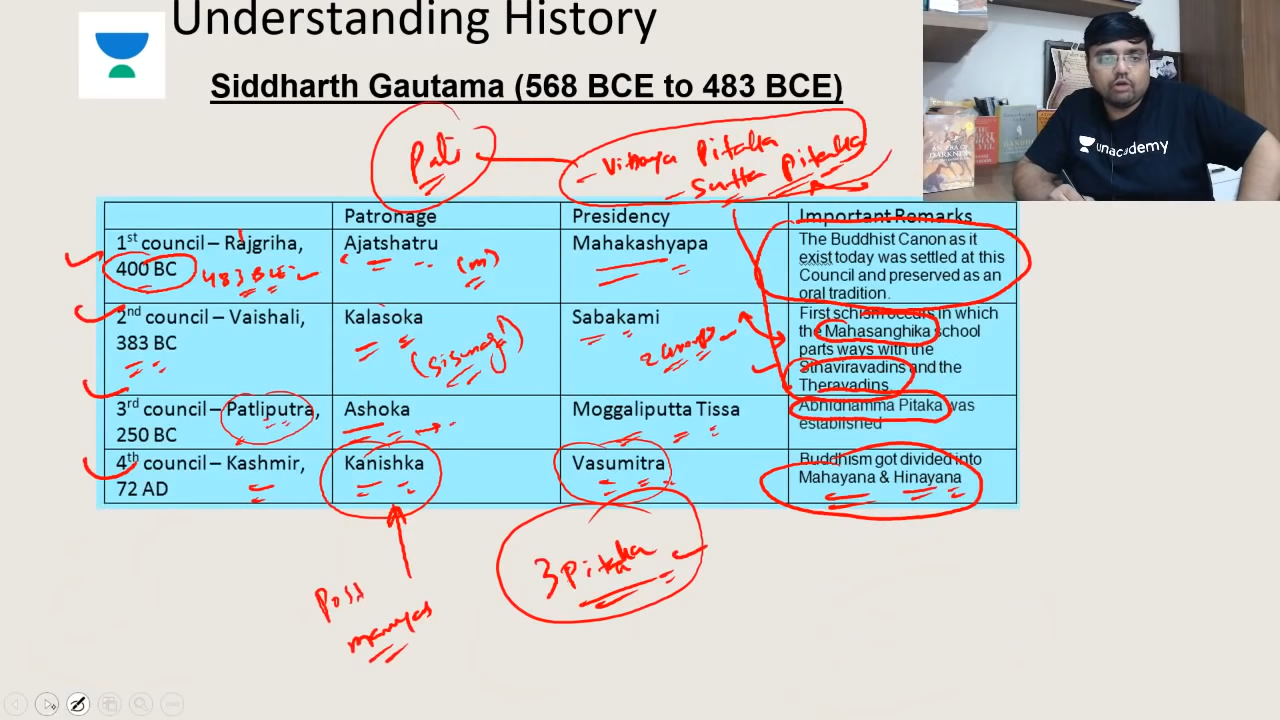 Understanding History
Siddharth Gautama (568 BCE to 483 BCE)
Pali
- Vinaya Pitaka
- Sutta Pitaka
unacademy
Patronage
Presidency
Important Remarks
1st council – Rajgriha,
400 BC
483 BCE
Ajatshatru
(m)
Mahakashyapa
The Buddhist Canon as it
exist today was settled at this
Council and preserved as an
oral tradition.
2nd council – Vaishali,
383 BC
Kalasoka
(Sisunaga)
Sabakami
2 Groups
First schism occurs in which
the Mahasanghika school
parts ways with the
Sthaviravadins and the
Theravadins.
3rd council – Patliputra,
250 BC
Ashoka
Moggaliputta Tissa
Abhidhamma Pitaka was
established
4th council – Kashmir,
72 AD
Kanishka
Vasumitra
Buddhism got divided into
Mahayana & Hinayana
3 Pitaka
Post